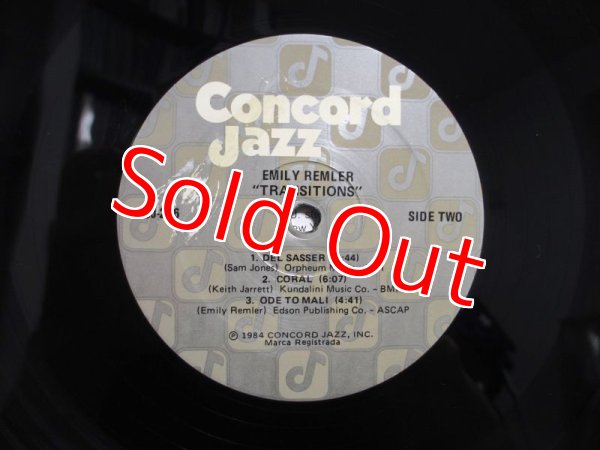 Concord
Jazz
EMILY REMLER
"TRANSITIONS"
SIDE TWO
Sold Out
1. DEL SASSER
(Sam Jones) Orpheum
2. CORAL (6:07)
(Keith Jarrett) Kundalini Music Co. – BMI
3. ODE TO MALI (4:41)
(Emily Remler) Edson Publishing Co. – ASCAP
℗ 1984 CONCORD JAZZ, INC.
Marca Registrada